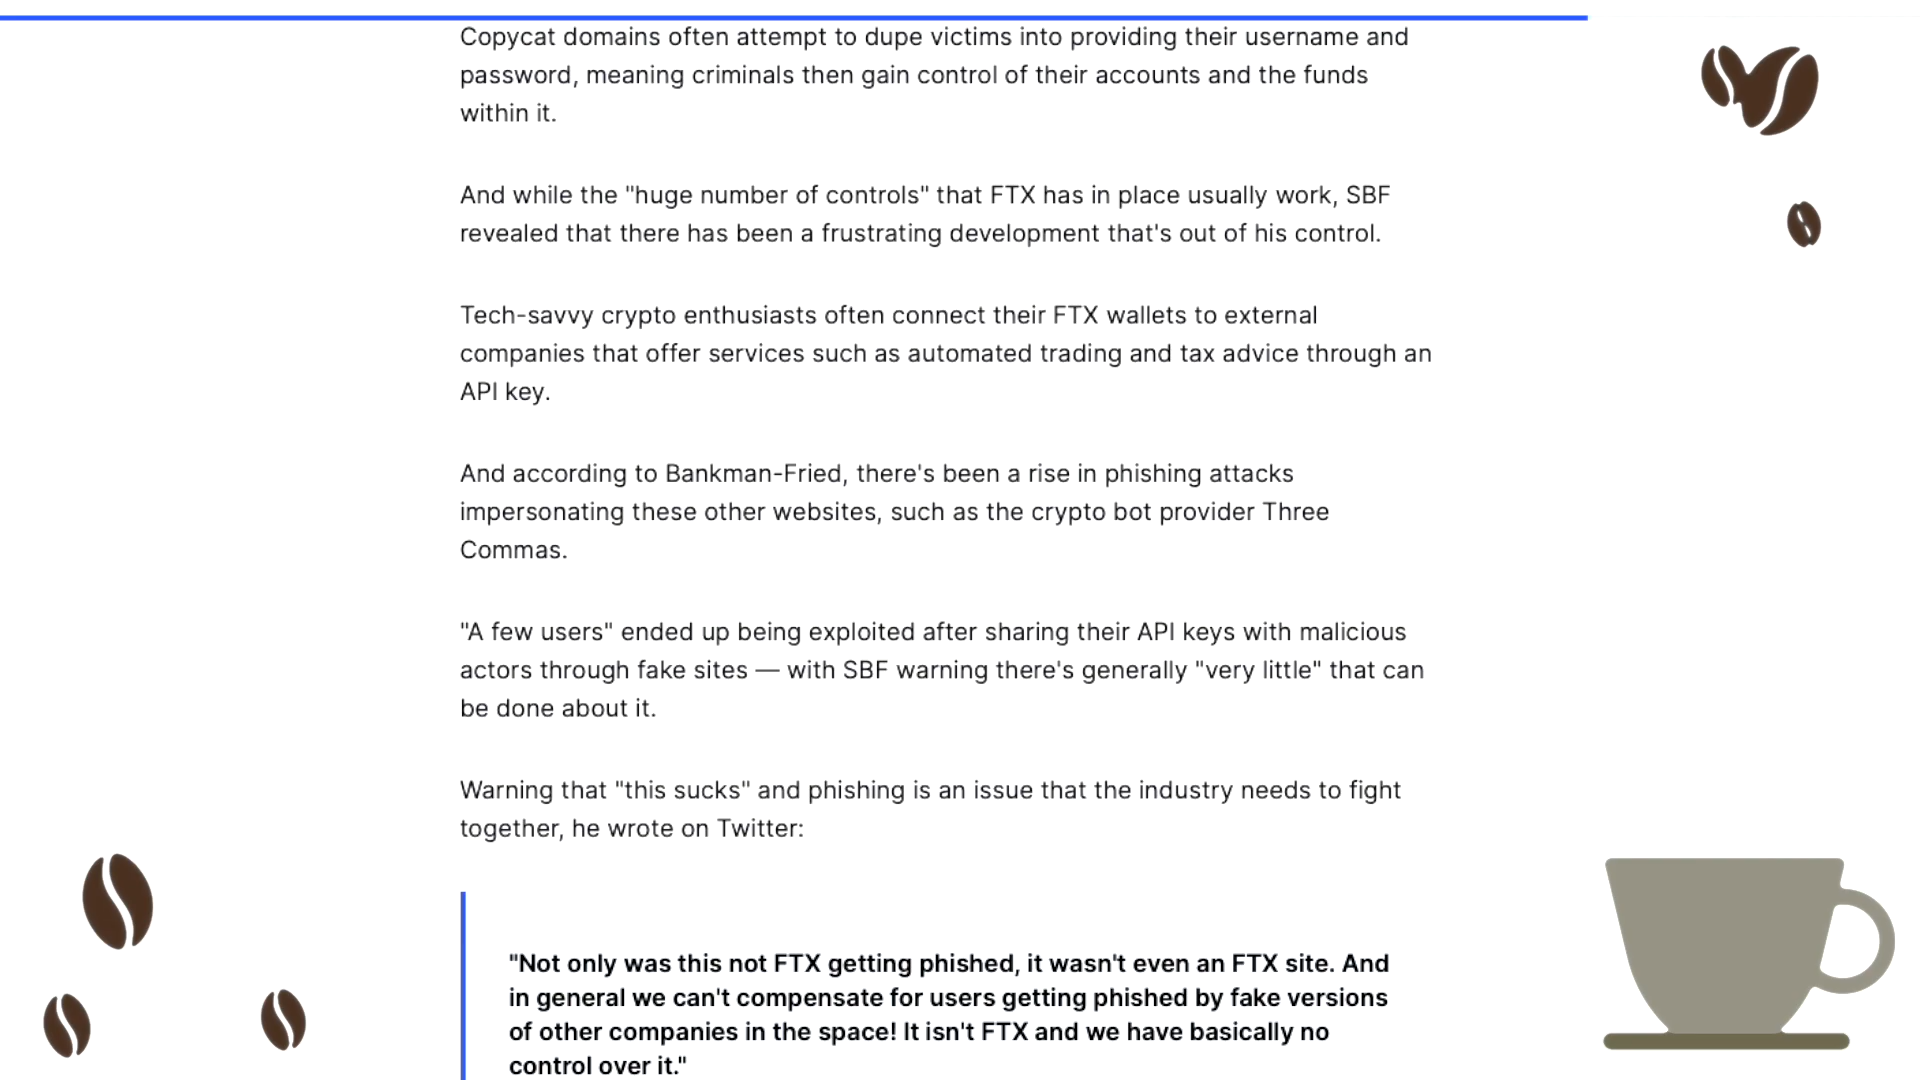 Copycat domains often attempt to dupe victims into providing their username and
password, meaning criminals then gain control of their accounts and the funds
within it.
And while the "huge number of controls" that FTX has in place usually work, SBF
revealed that there has been a frustrating development that's out of his control.
Tech-savvy crypto enthusiasts often connect their FTX wallets to external
companies that offer services such as automated trading and tax advice through an
API key.
And according to Bankman-Fried, there's been a rise in phishing attacks
impersonating these other websites, such as the crypto bot provider Three
Commas.
"A few users" ended up being exploited after sharing their API keys with malicious
actors through fake sites — with SBF warning there's generally "very little" that can
be done about it.
Warning that "this sucks" and phishing is an issue that the industry needs to fight
together, he wrote on Twitter:
"Not only was this not FTX getting phished, it wasn't even an FTX site. And
in general we can't compensate for users getting phished by fake versions
of other companies in the space! It isn't FTX and we have basically no
control over it."